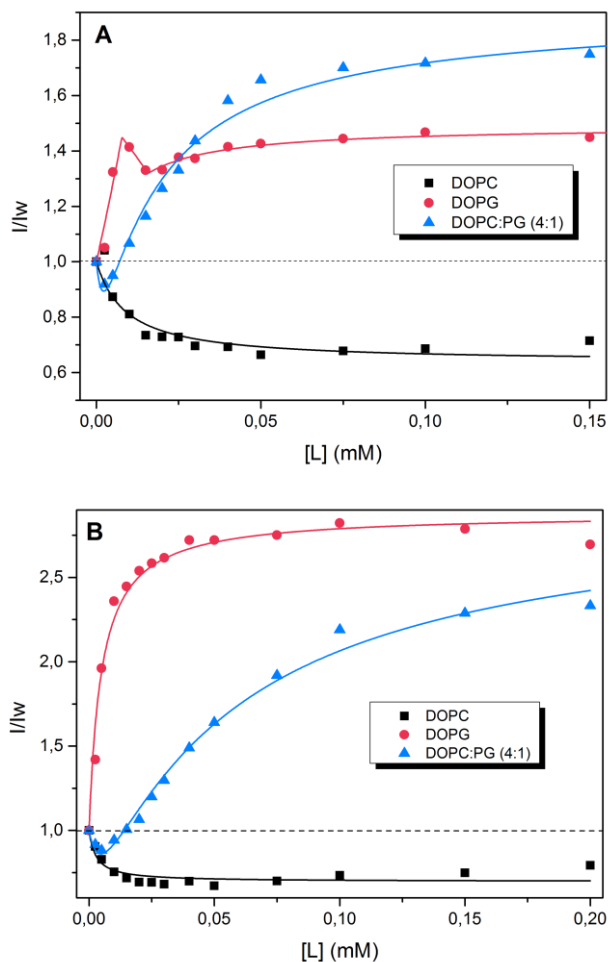 A
1,8
1,6
1,4
1,2
1,0
0,8
0,6
I/Iw
DOPC
DOPG
DOPC:PG (4:1)
0,00
0,05
0,10
0,15
[L] (mM)
B
2,5
2,0
1,5
1,0
I/Iw
DOPC
DOPG
DOPC:PG (4:1)
0,00
0,05
0,10
0,15
0,20
[L] (mM)